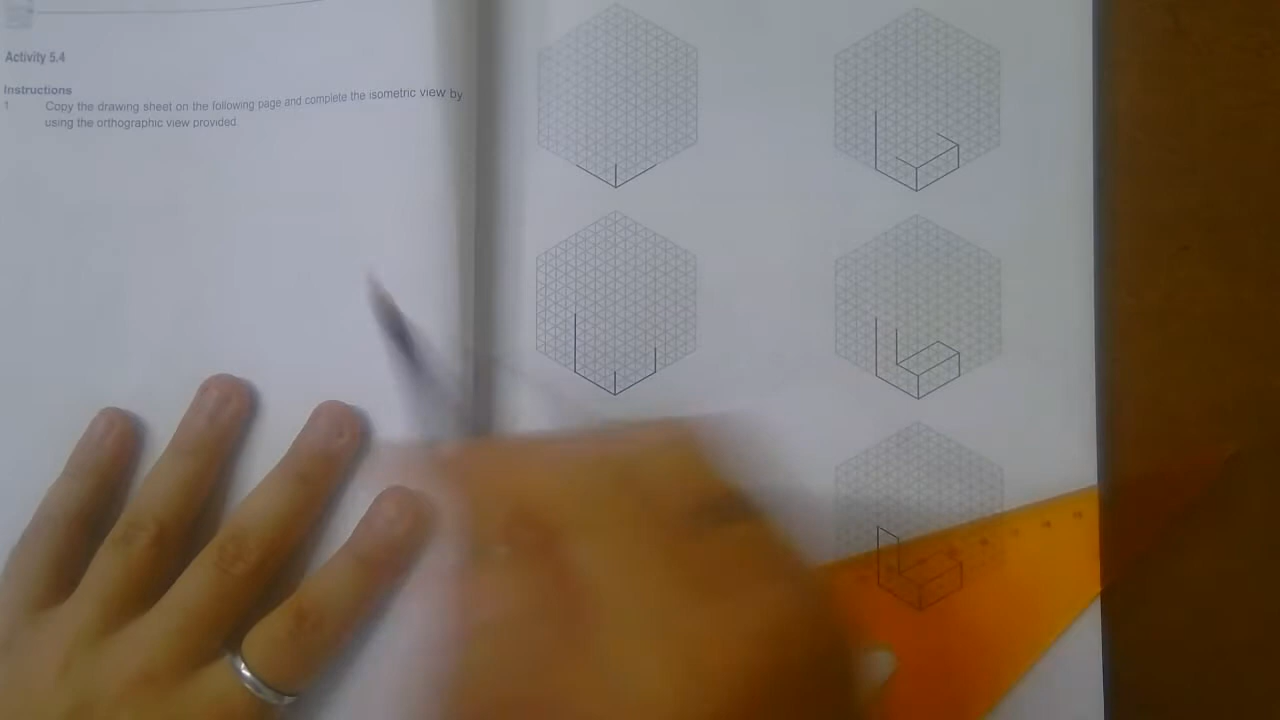 Activity 5.4
Instructions
1 Copy the drawing sheet on the following page and complete the isometric view by
using the orthographic view provided